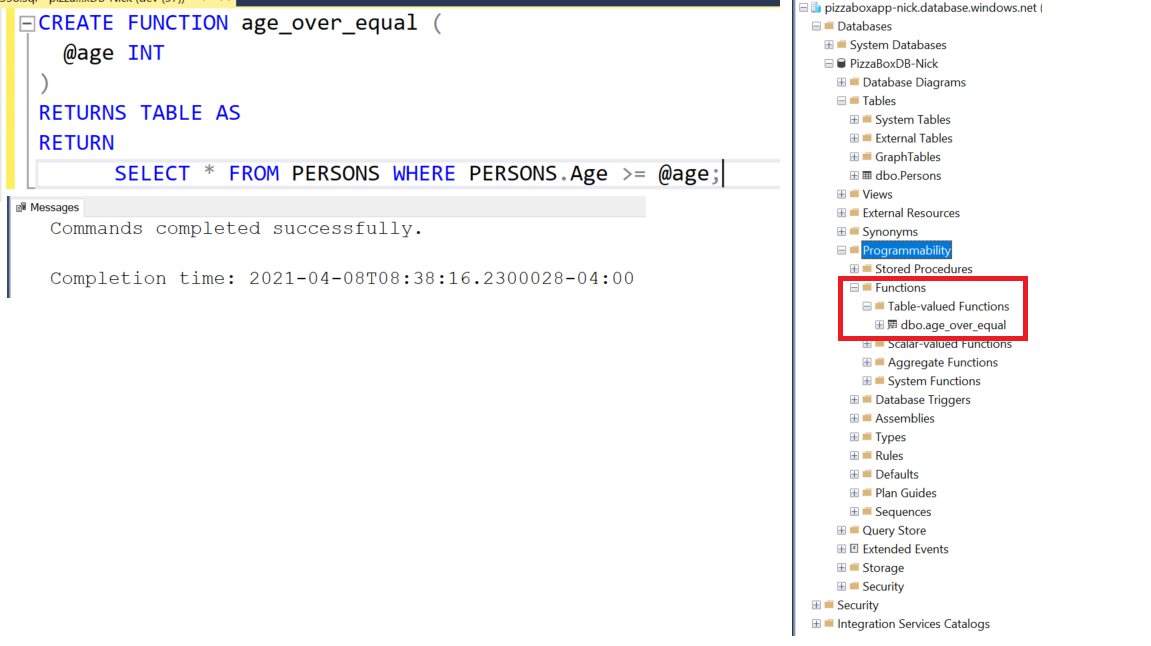 CREATE FUNCTION age_over_equal (
@age INT
)
RETURNS TABLE AS
RETURN
SELECT * FROM PERSONS WHERE PERSONS.Age >= @age;
Messages
Commands completed successfully.
Completion time: 2021-04-08T08:38:16.2300028-04:00
pizzaboxapp-nick.database.windows.net (
Databases
System Databases
PizzaBoxDB-Nick
Database Diagrams
Tables
System Tables
External Tables
GraphTables
dbo.Persons
Views
External Resources
Synonyms
Programmability
Stored Procedures
Functions
Table-valued Functions
dbo.age_over_equal
Scalar-valued Functions
Aggregate Functions
System Functions
Database Triggers
Assemblies
Types
Rules
Defaults
Plan Guides
Sequences
Query Store
Extended Events
Storage
Security
Security
Integration Services Catalogs